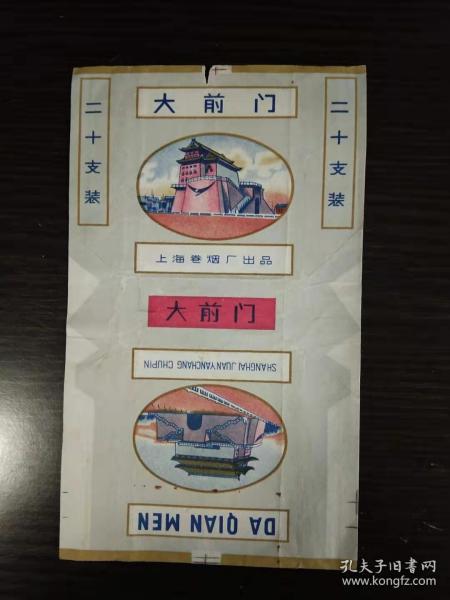 大前门
二十支装
二十支装
上海卷烟厂出品
大前门
SHANGHAI JUANYANCHANG CHUPIN
DA QIAN MEN
孔夫子旧书网
www.kongfz.com